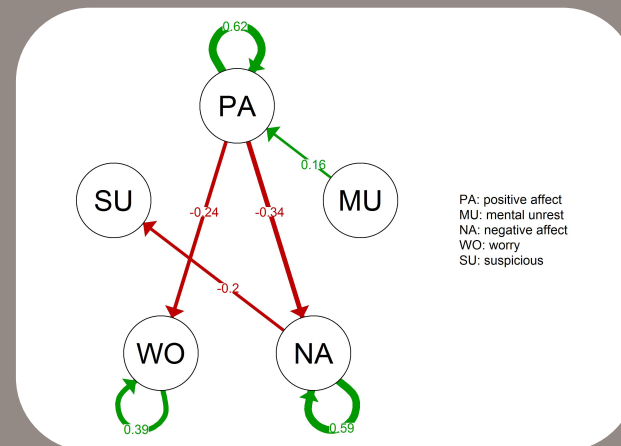 0.62
PA
0.16
SU
MU
-0.24
-0.34
PA: positive affect
MU: mental unrest
NA: negative affect
WO: worry
SU: suspicious
-0.2
WO
NA
0.39
0.59